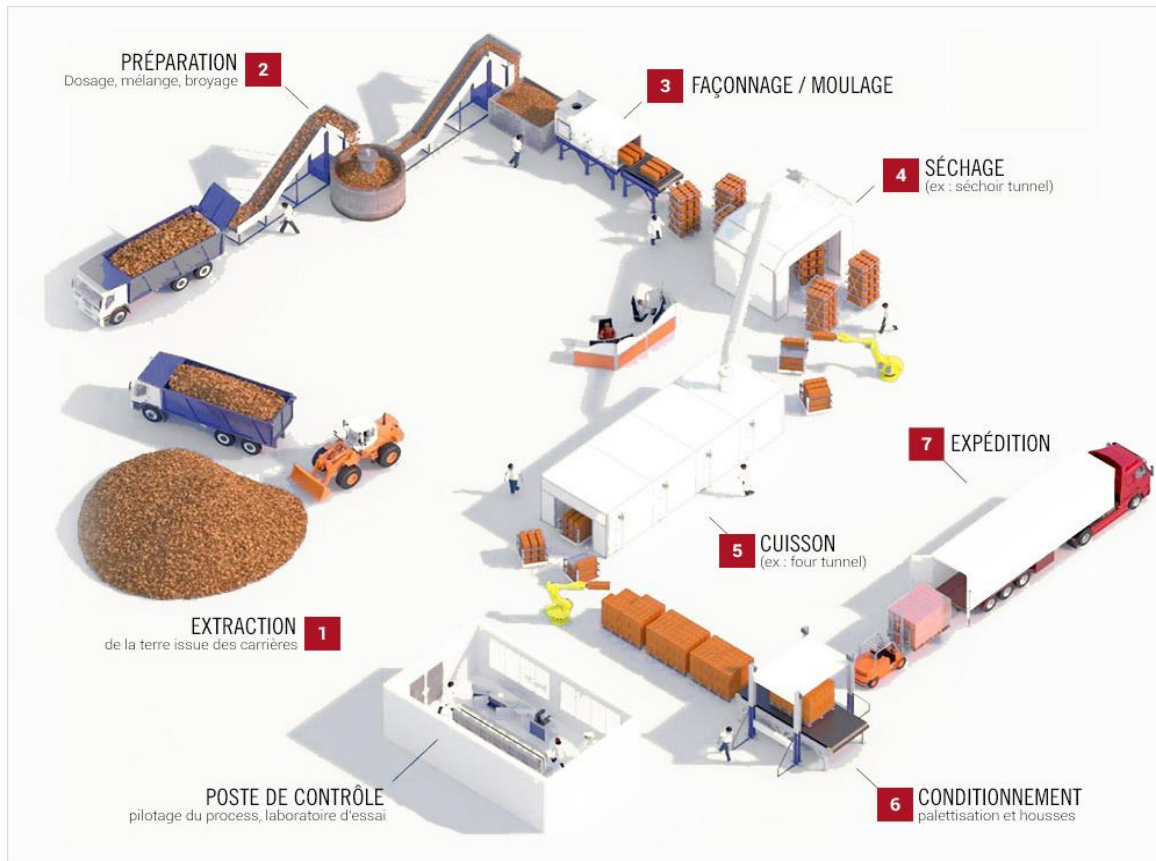 PRÉPARATION 2
Dosage, mélange, broyage
3 FAÇONNAGE / MOULAGE
4 SÉCHAGE
(ex : séchoir tunnel)
7 EXPÉDITION
5 CUISSON
(ex : four tunnel)
EXTRACTION 1
de la terre issue des carrières
POSTE DE CONTRÔLE
pilotage du process, laboratoire d'essai
6 CONDITIONNEMENT
palettisation et housses